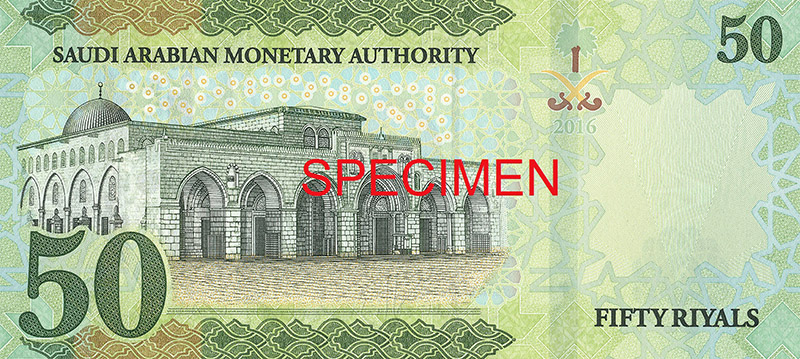 SAUDI ARABIAN MONETARY AUTHORITY
50
2016
SPECIMEN
50
FIFTY RIYALS